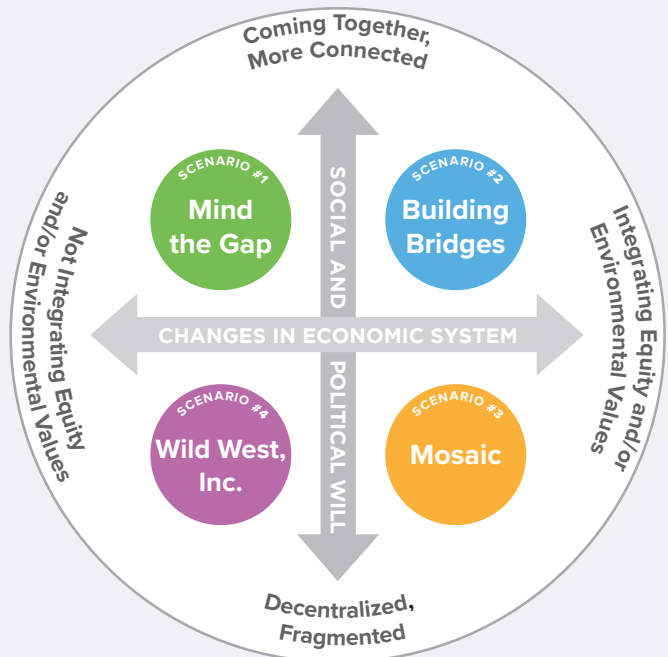 Coming Together,
More Connected
SCENARIO #1
Mind
the Gap
SCENARIO #2
Building
Bridges
Not Integrating Equity
and/or Environmental Values
SOCIAL AND
POLITICAL WILL
Integrating Equity and/or
Environmental Values
CHANGES IN ECONOMIC SYSTEM
SCENARIO #4
Wild West,
Inc.
SCENARIO #3
Mosaic
Decentralized,
Fragmented